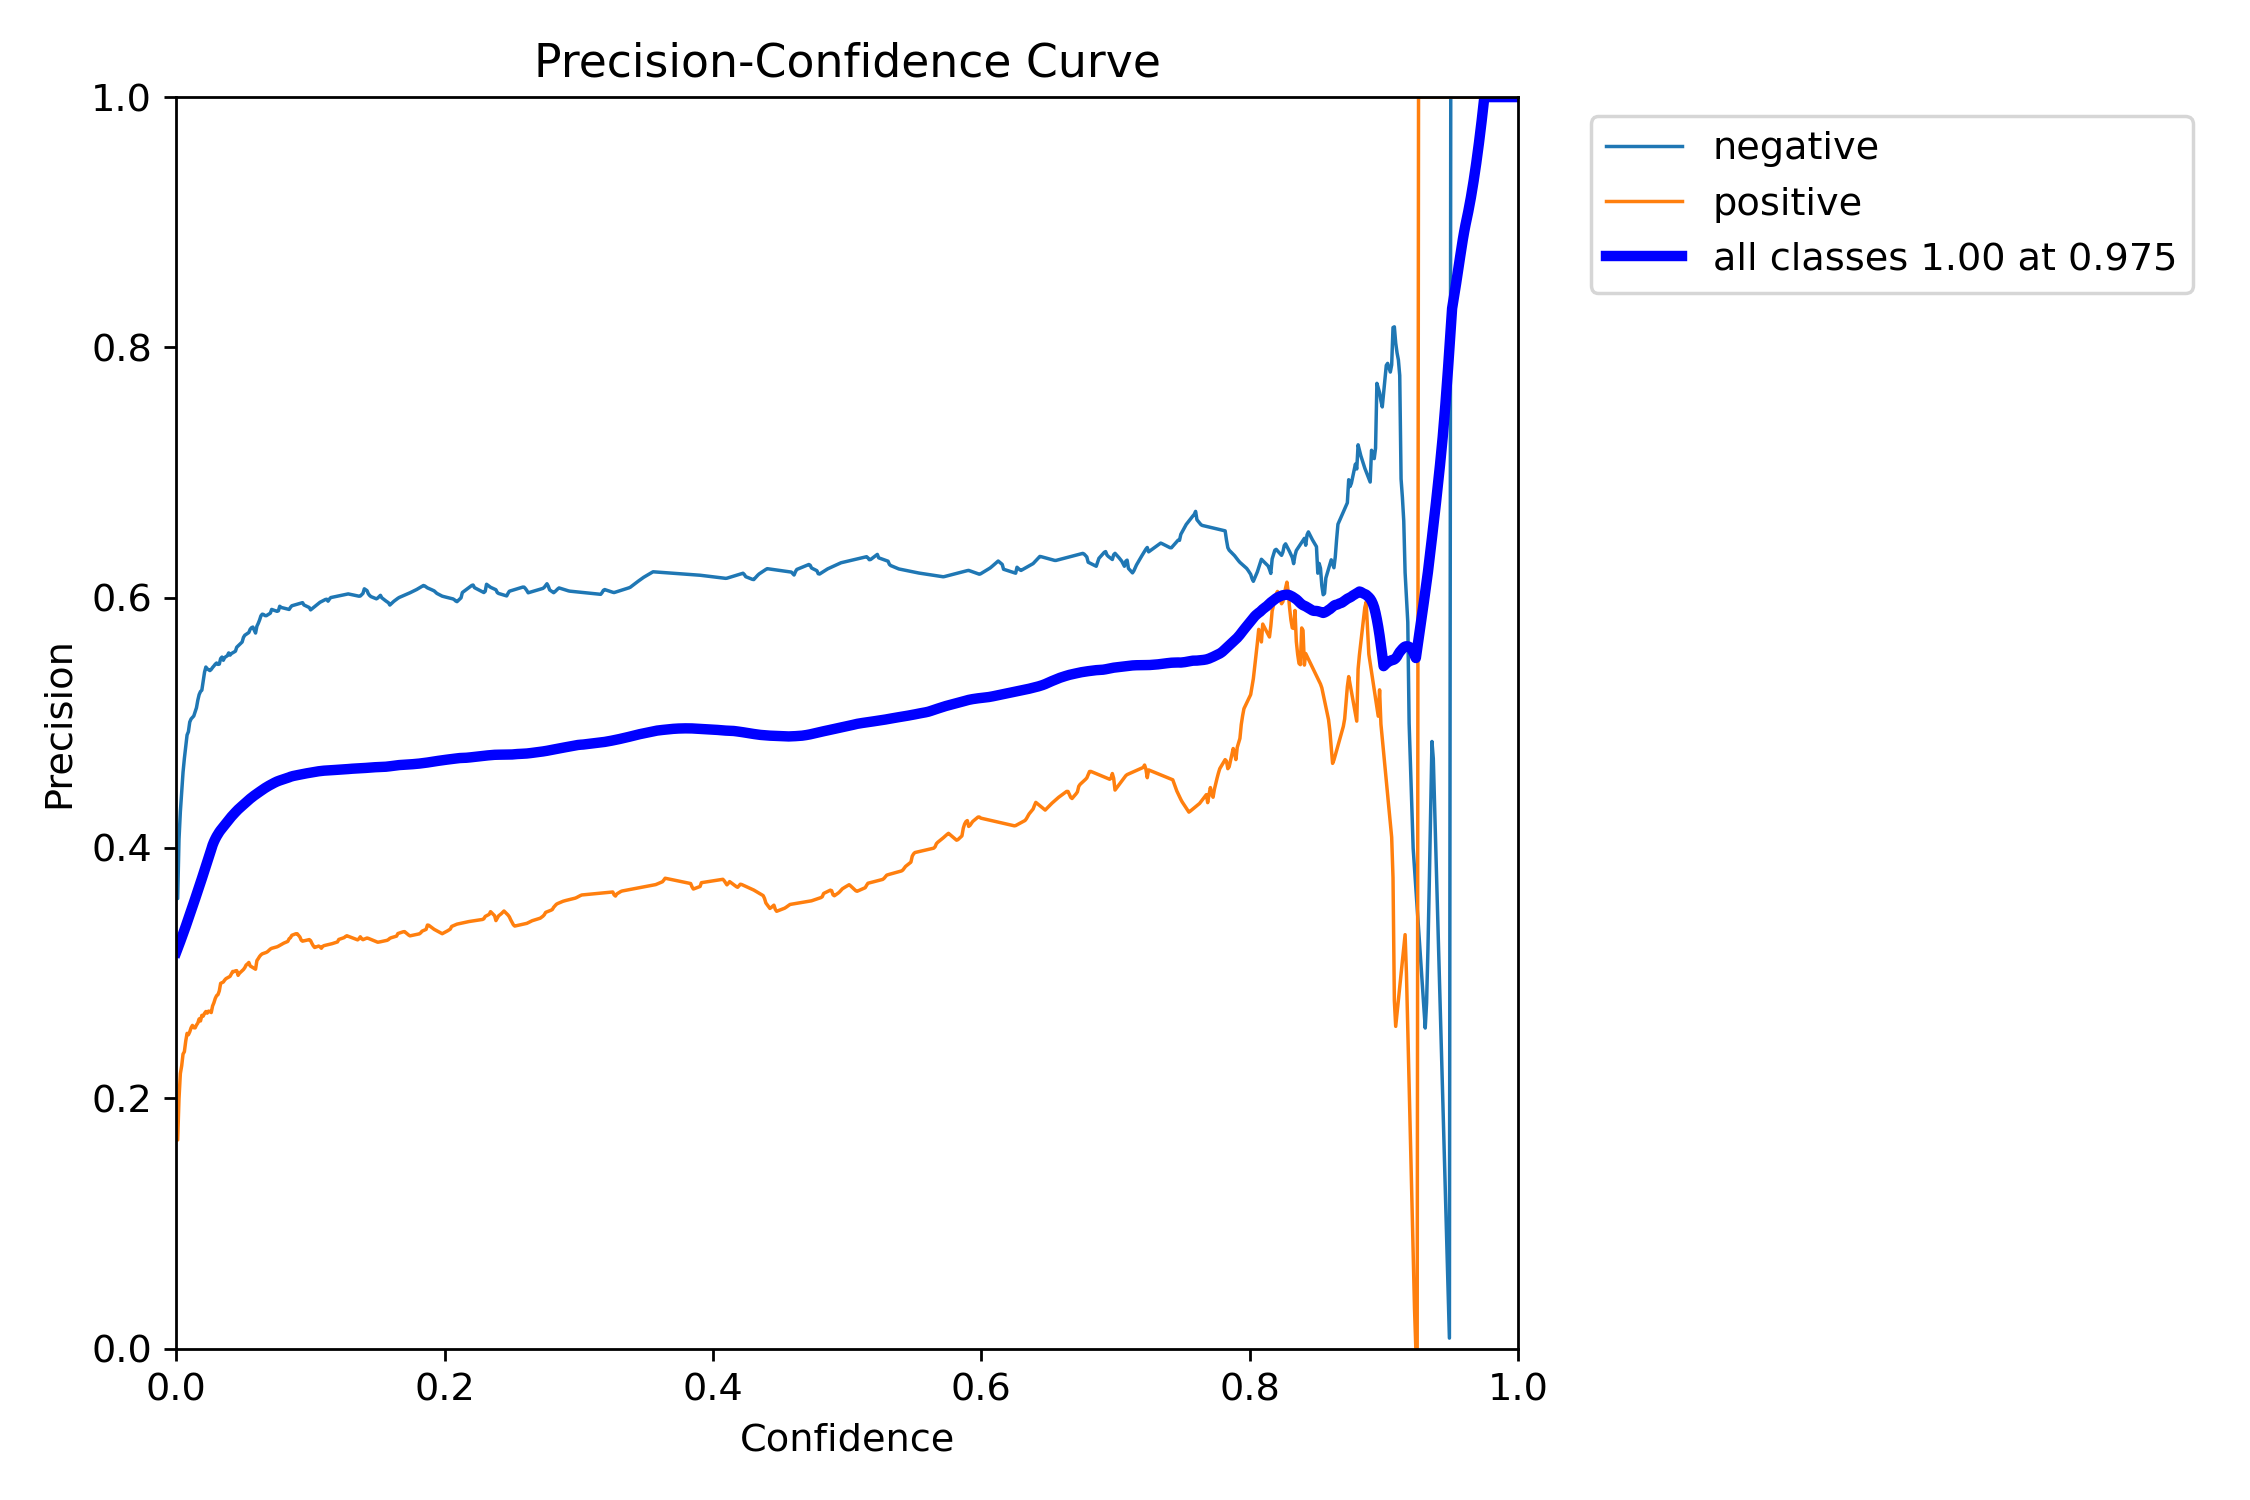 Precision-Confidence Curve
1.0
0.8
0.6
0.4
0.2
0.0
Precision
0.0 0.2 0.4 0.6 0.8 1.0
Confidence
negative
positive
all classes 1.00 at 0.975